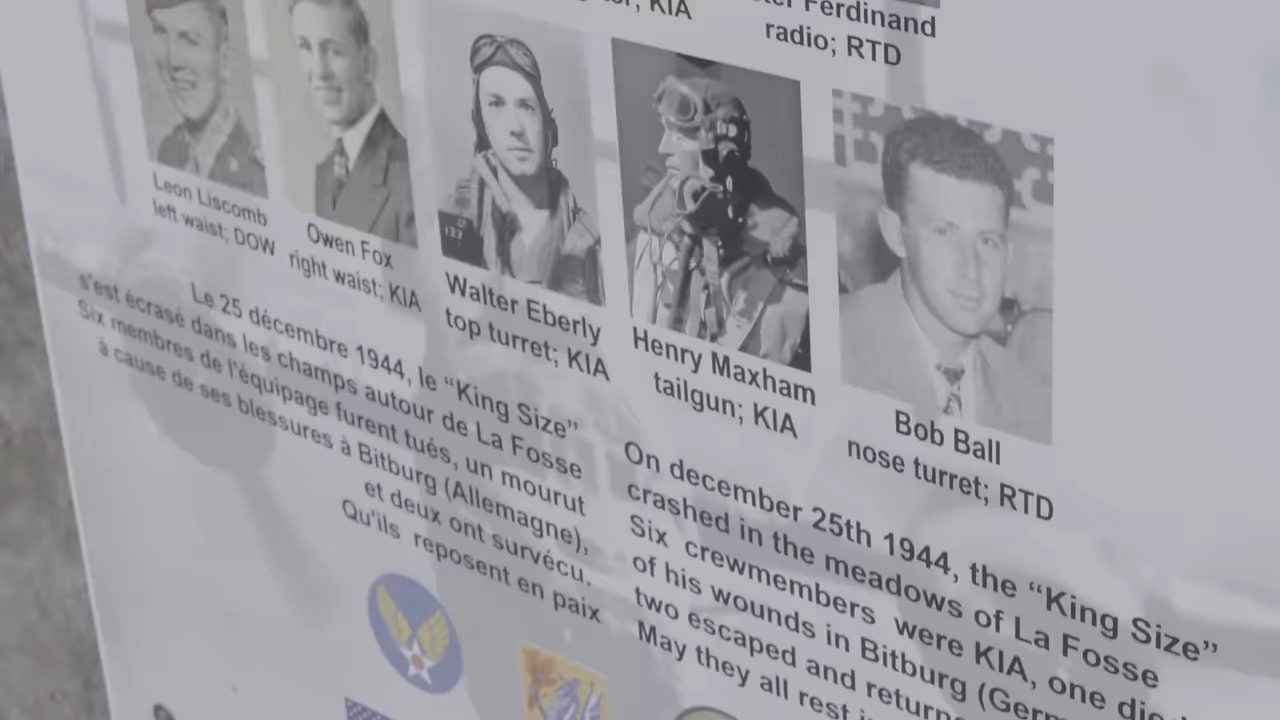 KIA
Ferdinand
radio; RTD
Leon Liscomb
left waist; DOW
Owen Fox
right waist; KIA
127
Walter Eberly
top turret; KIA
Henry Maxham
tailgun; KIA
Bob Ball
nose turret; RTD
Le 25 décembre 1944, le “King Size”
s'est écrasé dans les champs autour de La Fosse
Six membres de l'équipage furent tués, un mourut
à cause de ses blessures à Bitburg (Allemagne),
et deux ont survécu.
Qu'ils reposent en paix
On december 25th 1944, the “King Size”
crashed in the meadows of La Fosse
Six crewmembers were KIA, one
of his wounds in Bitburg
two escaped and
May they all rest